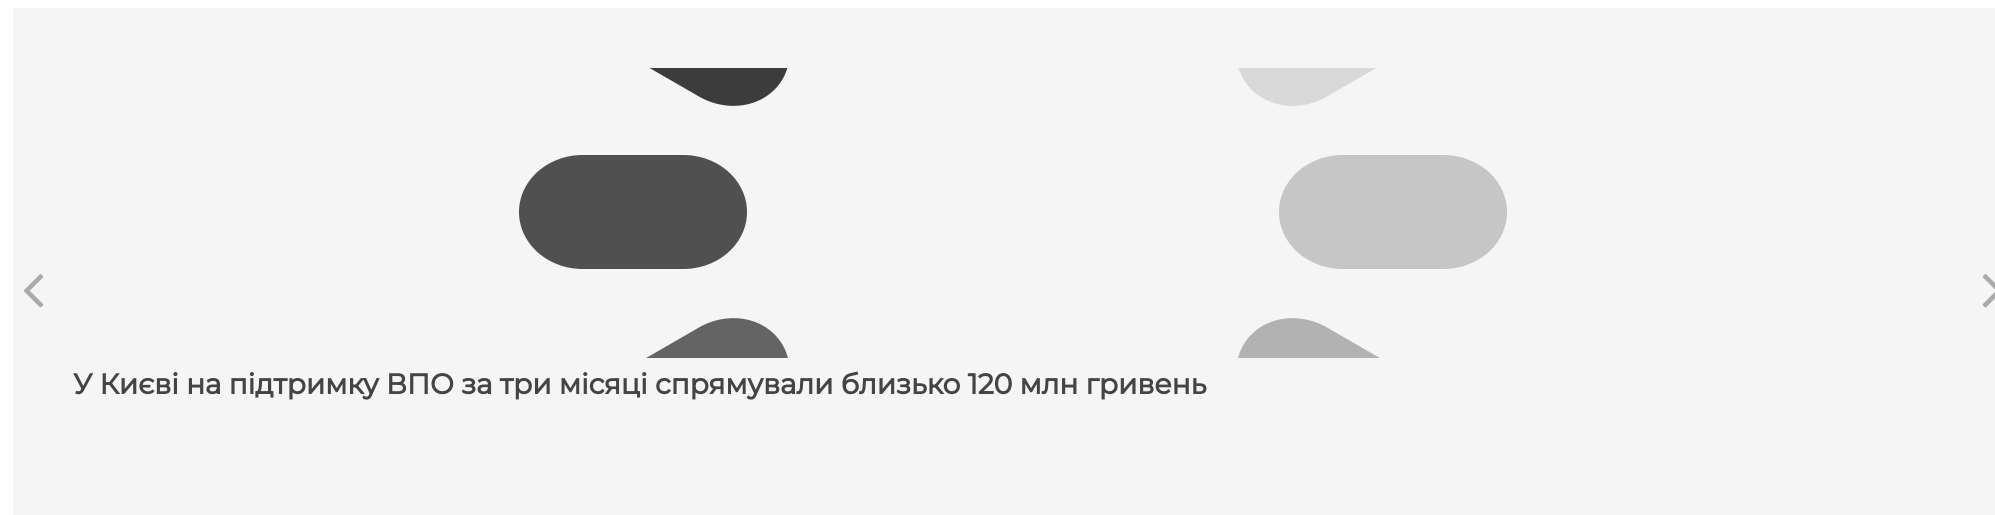 У Києві на підтримку ВПО за три місяці спрямували близько 120 млн гривень